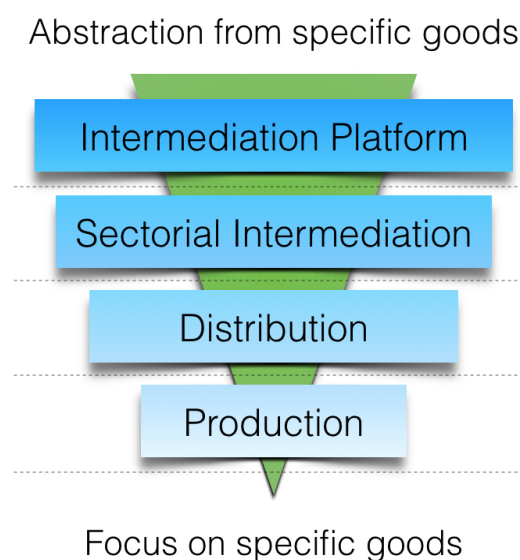 Abstraction from specific goods
Intermediation Platform
Sectorial Intermediation
Distribution
Production
Focus on specific goods